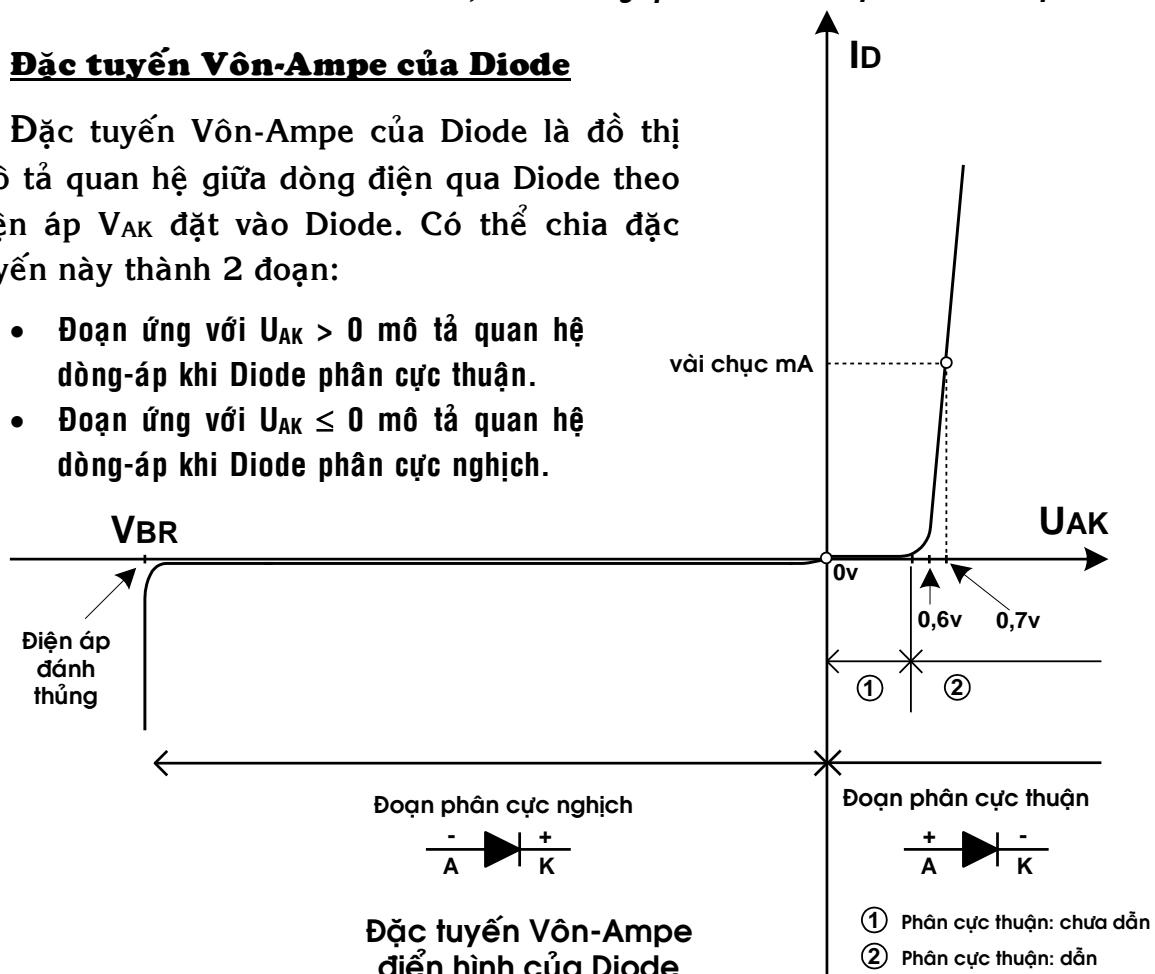 Đặc tuyến Vôn-Ampe của Diode
Đặc tuyến Vôn-Ampe của Diode là đồ thị
tả quan hệ giữa dòng điện qua Diode theo
áp VAK đặt vào Diode. Có thể chia đặc
này thành 2 đoạn:
• Đoạn ứng với UAK > 0 mô tả quan hệ
dòng-áp khi Diode phân cực thuận.
• Đoạn ứng với UAK ≤ 0 mô tả quan hệ
dòng-áp khi Diode phân cực nghịch.
ID
vài chục mA
VBR
UAK
0v
0,6v
0,7v
Điện áp
đánh
thủng
① ②
Đoạn phân cực nghịch
- +
A K
Đoạn phân cực thuận
+ -
A K
Đặc tuyến Vôn-Ampe
điển hình của Diode
① Phân cực thuận: chưa dẫn
② Phân cực thuận: dẫn